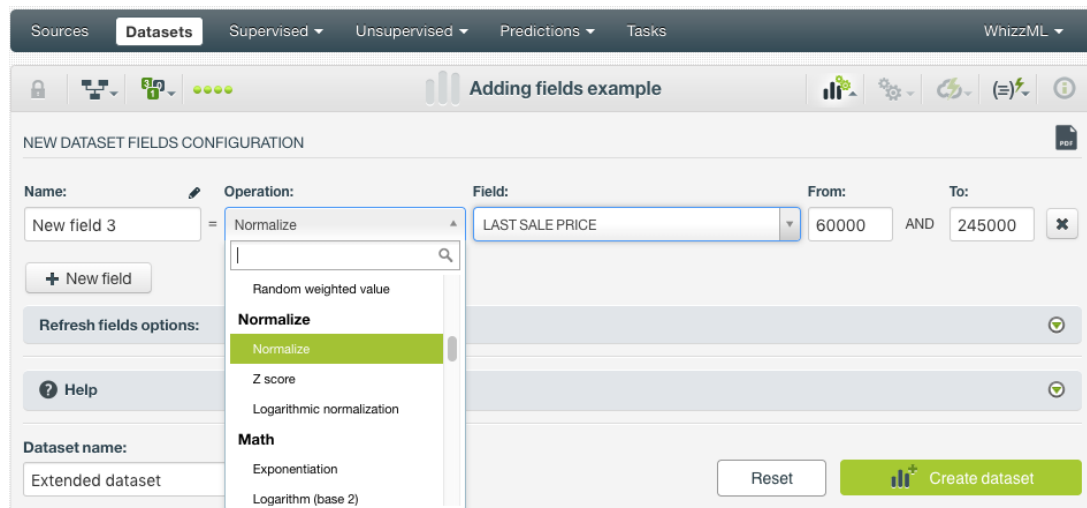 Sources Datasets Supervised Unsupervised Predictions Tasks WhizzML
Adding fields example
NEW DATASET FIELDS CONFIGURATION
PDF
Name: Operation: Field: From: To:
New field 3 = Normalize LAST SALE PRICE 60000 AND 245000
+ New field
Random weighted value
Normalize
Refresh fields options:
Normalize
Z score
? Help
Logarithmic normalization
Math
Dataset name:
Exponentiation
Extended dataset
Reset
Create dataset
Logarithm (base 2)